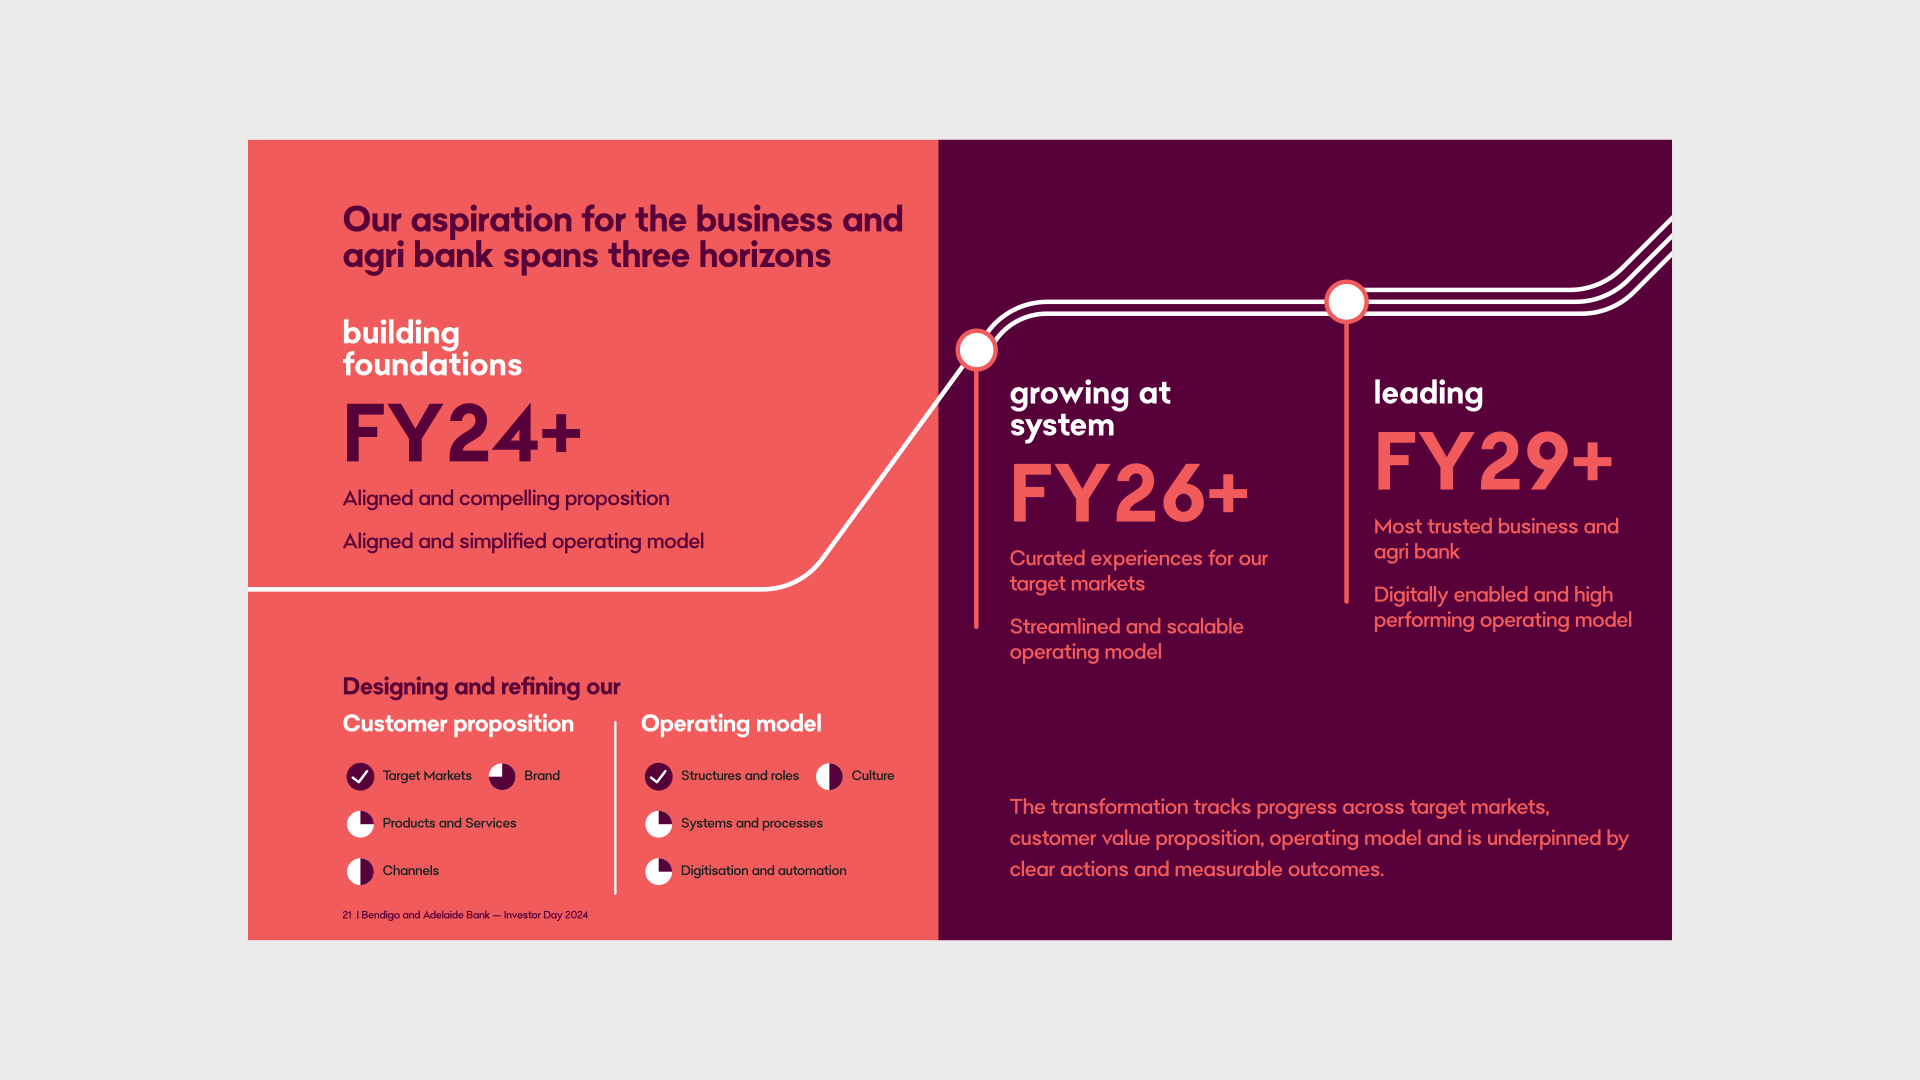 Our aspiration for the business and
agri bank spans three horizons
building
foundations
FY24+
Aligned and compelling proposition
Aligned and simplified operating model
growing at
system
FY26+
Curated experiences for our
target markets
Streamlined and scalable
operating model
leading
FY29+
Most trusted business and
agri bank
Digitally enabled and high
performing operating model
Designing and refining our
Customer proposition
Target Markets
Brand
Products and Services
Channels
Operating model
Structures and roles
Culture
Systems and processes
Digitisation and automation
The transformation tracks progress across target markets,
customer value proposition, operating model and is underpinned by
clear actions and measurable outcomes.
21 | Bendigo and Adelaide Bank — Investor Day 2024